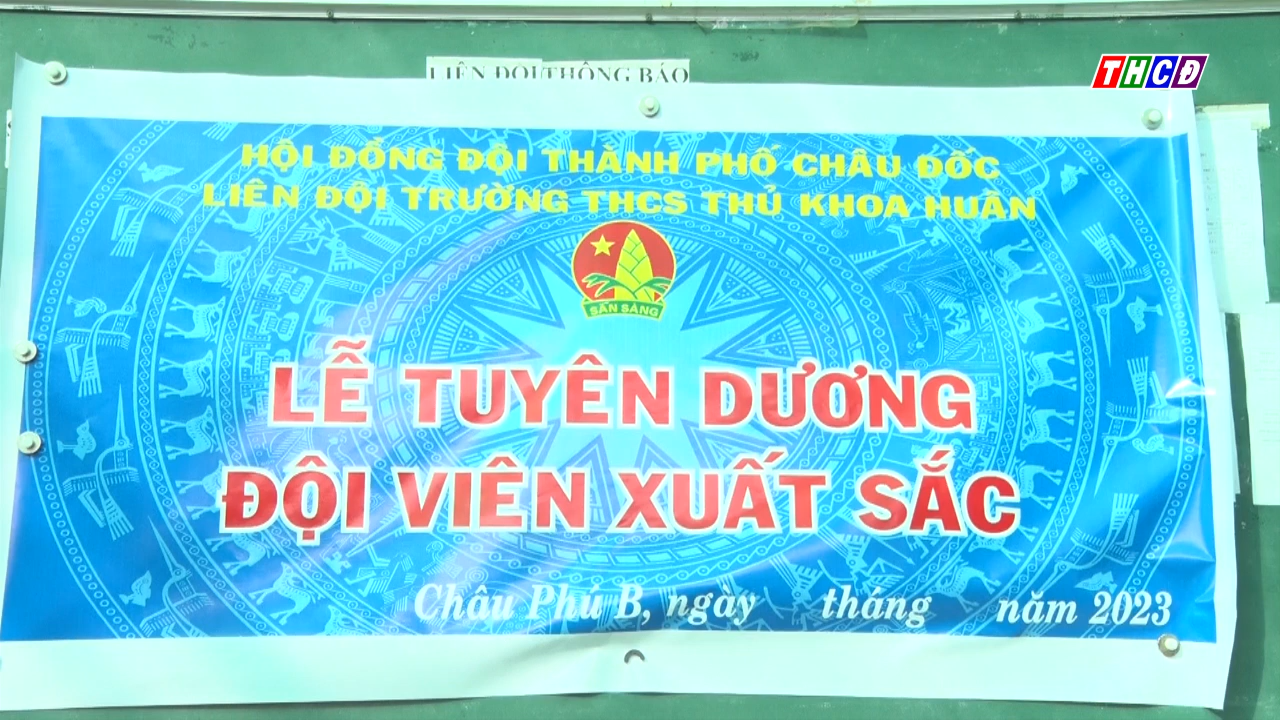 LIÊN ĐỘI THÔNG BÁO
THCĐ
HỘI ĐỒNG ĐỘI THÀNH PHỐ CHÂU ĐỐC
LIÊN ĐỘI TRƯỜNG THCS THỦ KHOA HUÂN
SẴN SÀNG
LỄ TUYÊN DƯƠNG
ĐỘI VIÊN XUẤT SẮC
Châu Phú B, ngày tháng năm 2023